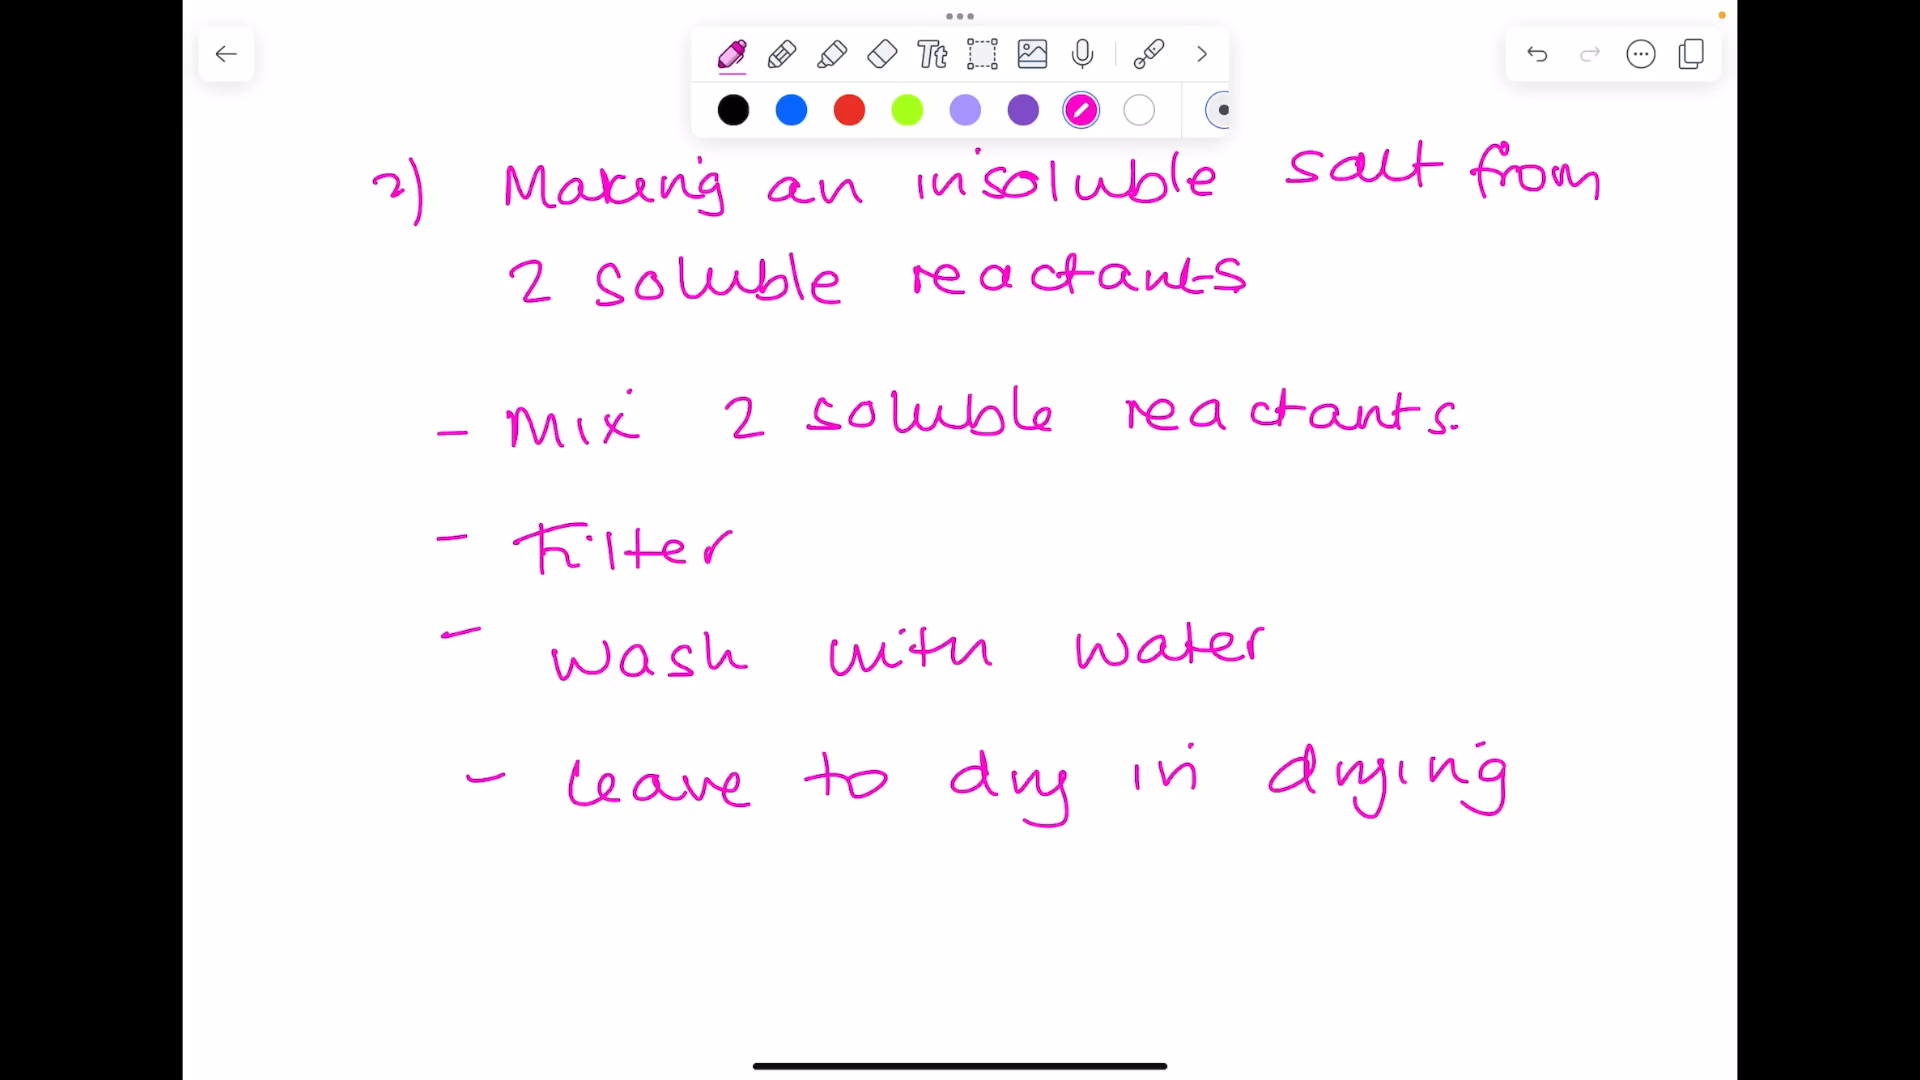 Tt
2) Making an insoluble salt from
2 soluble reactants
- Mix 2 soluble reactants.
- Filter
- wash with water
- leave to dry in drying